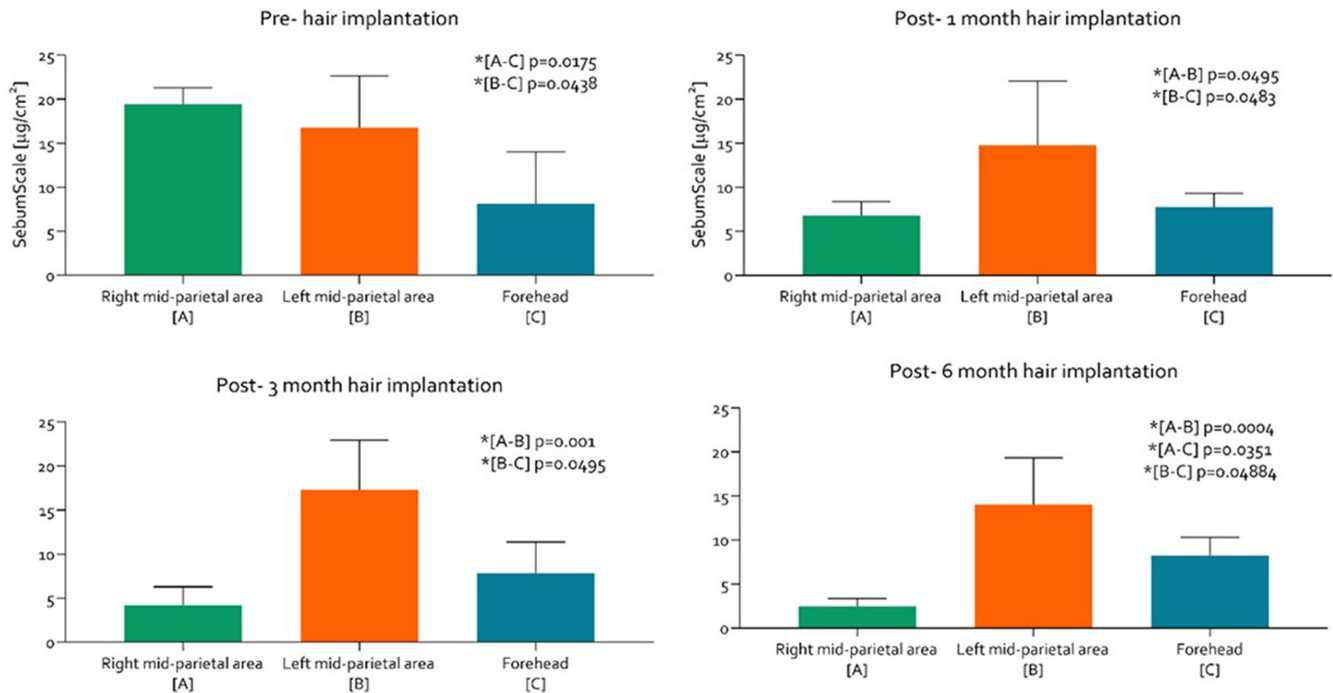 Pre- hair implantation
SebumScale [µg/cm²]
25
20
15
10
5
0
*[A-C] p=0.0175
*[B-C] p=0.0438
Right mid-parietal area
[A]
Left mid-parietal area
[B]
Forehead
[C]
Post- 1 month hair implantation
SebumScale [µg/cm²]
25
20
15
10
5
0
*[A-B] p=0.0495
*[B-C] p=0.0483
Right mid-parietal area
[A]
Left mid-parietal area
[B]
Forehead
[C]
Post- 3 month hair implantation
25
20
15
10
5
0
*[A-B] p=0.001
*[B-C] p=0.0495
Right mid-parietal area
[A]
Left mid-parietal area
[B]
Forehead
[C]
Post- 6 month hair implantation
25
20
15
10
5
0
*[A-B] p=0.0004
*[A-C] p=0.0351
*[B-C] p=0.04884
Right mid-parietal area
[A]
Left mid-parietal area
[B]
Forehead
[C]